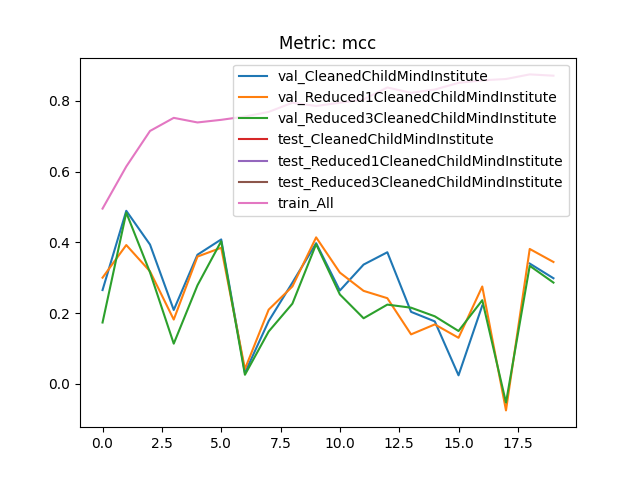 Metric: mcc
val_CleanedChildMindInstitute
val_Reduced1CleanedChildMindInstitute
val_Reduced3CleanedChildMindInstitute
test_CleanedChildMindInstitute
test_Reduced1CleanedChildMindInstitute
test_Reduced3CleanedChildMindInstitute
train_All
0.8
0.6
0.4
0.2
0.0
0.0 2.5 5.0 7.5 10.0 12.5 15.0 17.5